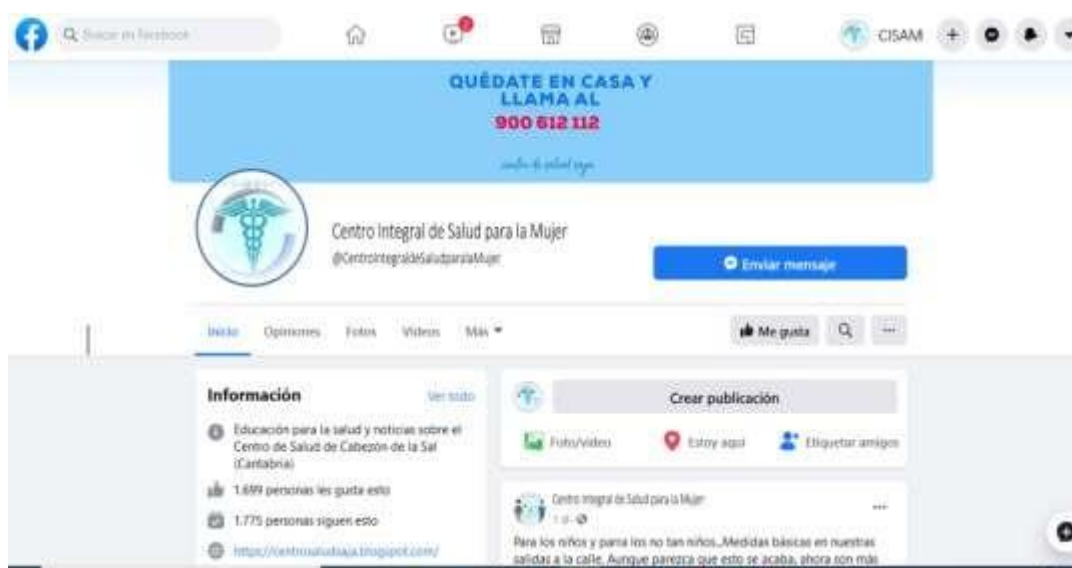 Buscar en Facebook
2
CISAM
QUÉDATE EN CASA Y
LLAMA AL
900 612 112
Centro Integral de Salud para la Mujer
@CentroIntegraldeSaludparalaMujer
Enviar mensaje
Inicio Opiniones Fotos Videos Más
Me gusta
Información Ver todo
Educación para la salud y noticias sobre el
Centro de Salud de Cabezón de la Sal
(Cantabria)
1.699 personas les gusta esto
1.775 personas siguen esto
Crear publicación
Foto/video Estoy aquí Etiquetar amigos
Centro Integral de Salud para la Mujer
Para los niños y parra los no tan niños...Medidas básicas en nuestras
salidas a la calle. Aunque parezca que esto se acaba, ahora son más